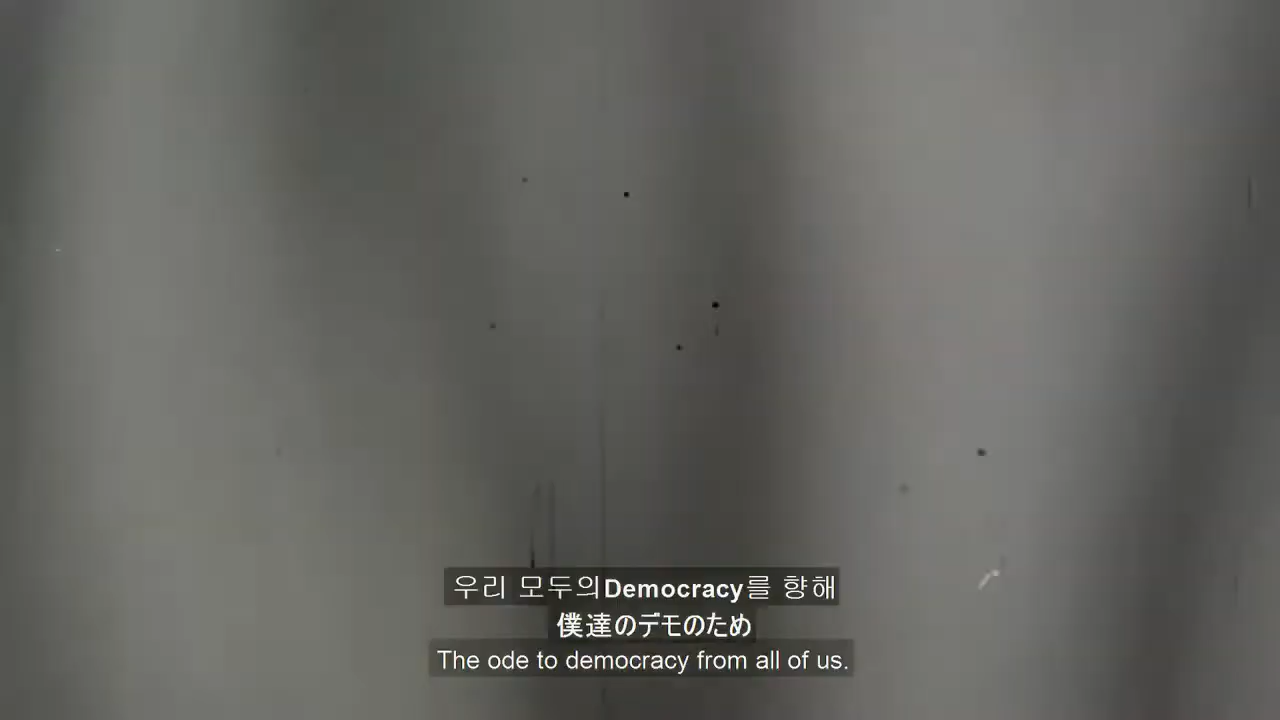 우리 모두의Democracy를 향해
僕達のデモのため
The ode to democracy from all of us.